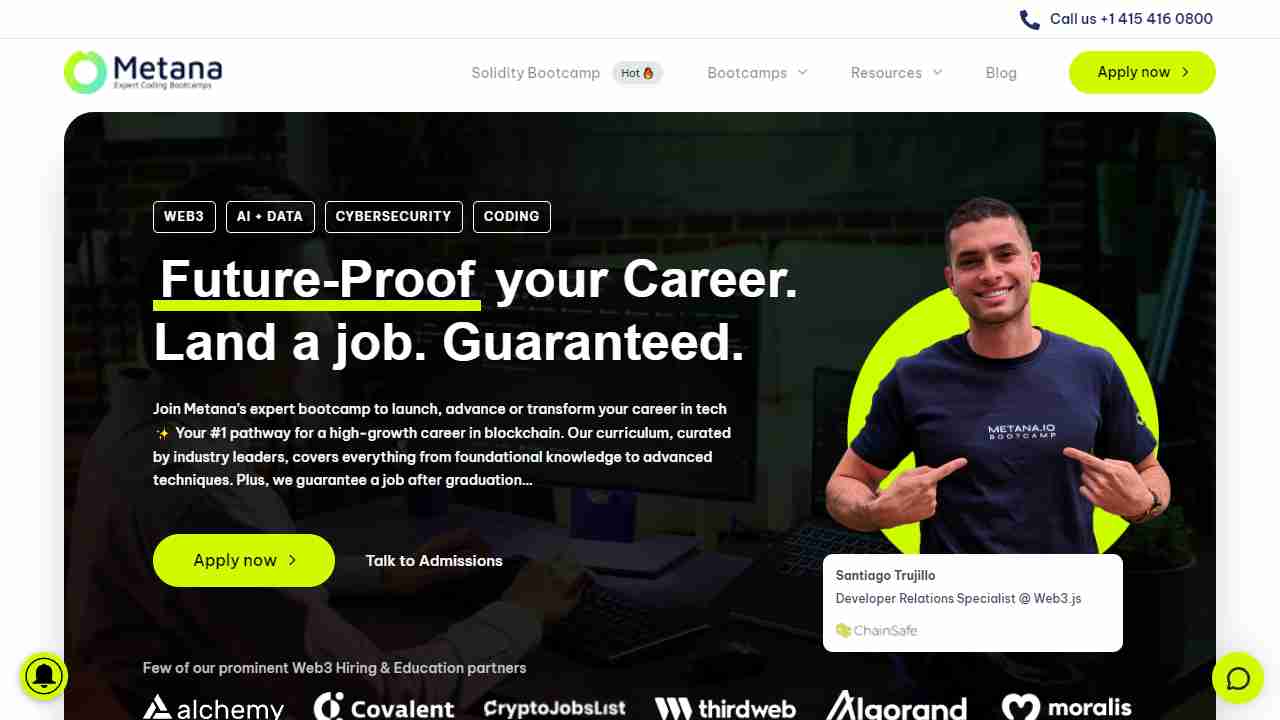 Call us +1 415 416 0800
Metana
Expert Coding Bootcamps
Solidity Bootcamp
Hot
Bootcamps
Resources
Blog
Apply now
WEB3
AI + DATA
CYBERSECURITY
CODING
Future-Proof your Career.
Land a job. Guaranteed.
Join Metana's expert bootcamp to launch, advance or transform your career in tech
✨ Your #1 pathway for a high-growth career in blockchain. Our curriculum, curated
by industry leaders, covers everything from foundational knowledge to advanced
techniques. Plus, we guarantee a job after graduation...
Apply now
Talk to Admissions
METANA.IO
BOOTCAMP
Santiago Trujillo
Developer Relations Specialist @ Web3.js
ChainSafe
Few of our prominent Web3 Hiring & Education partners
alchemy
Covalent
CryptoJobsList
thirdweb
Algorand
moralis